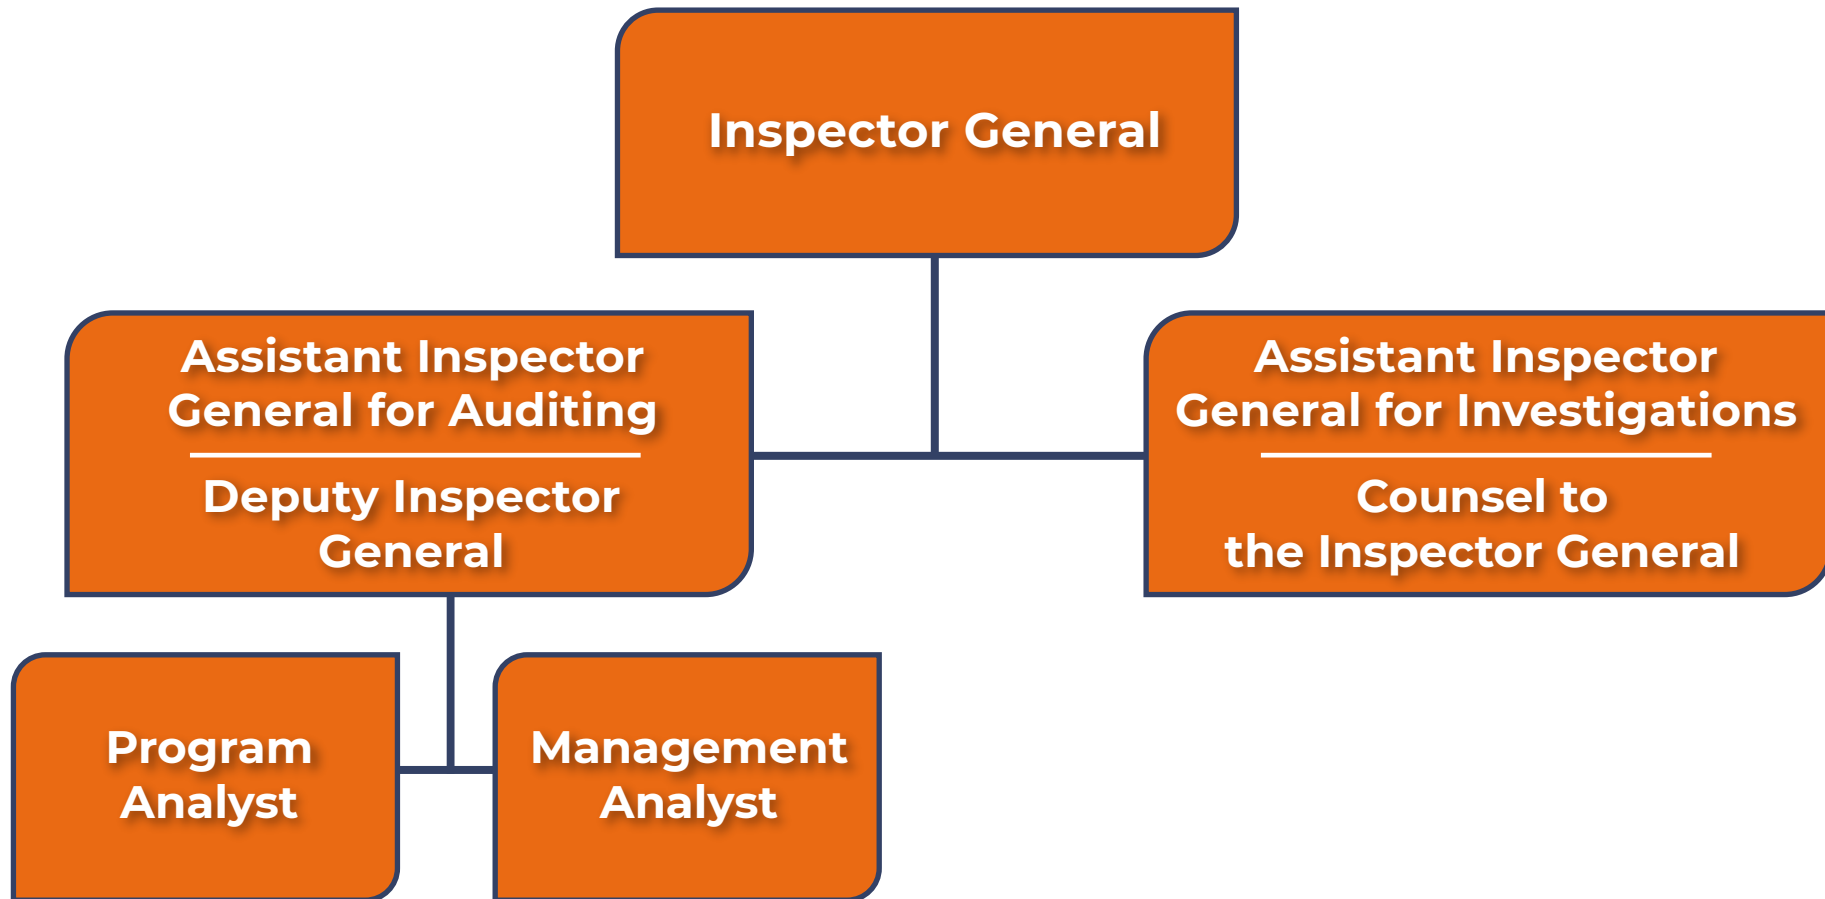 Inspector General
Assistant Inspector
General for Auditing
Deputy Inspector
General
Assistant Inspector
General for Investigations
Counsel to
the Inspector General
Program
Analyst
Management
Analyst